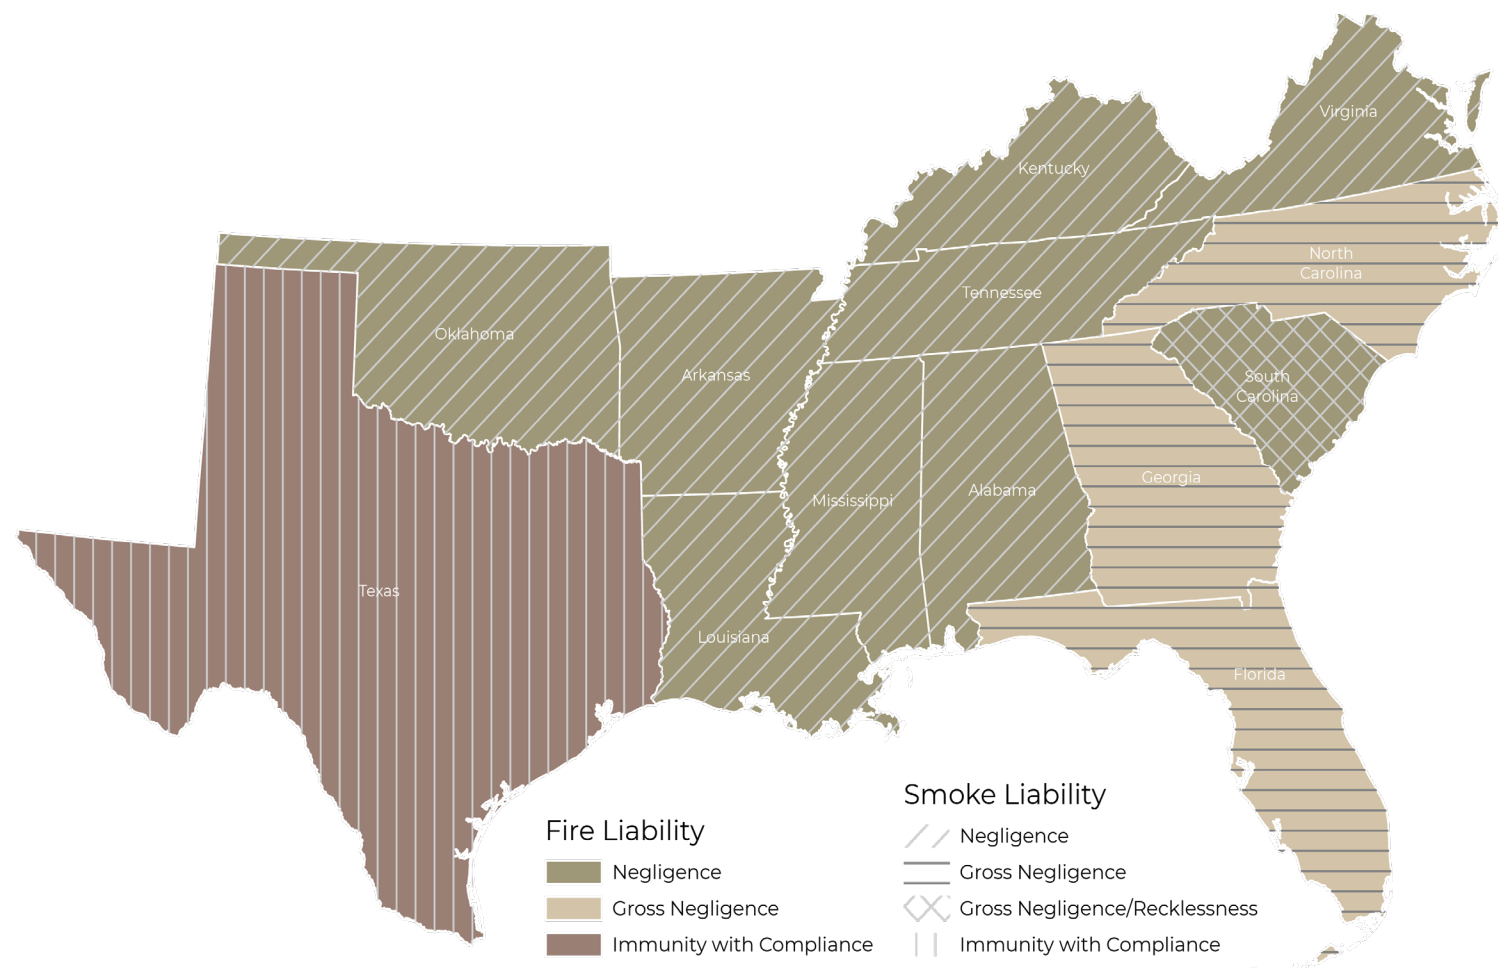 Virginia
Kentucky
North
Carolina
Tennessee
Oklahoma
Arkansas
South
Carolina
Georgia
Mississippi
Alabama
Texas
Louisiana
Florida
Fire Liability
Negligence
Gross Negligence
Immunity with Compliance
Smoke Liability
Negligence
Gross Negligence
Gross Negligence/Recklessness
Immunity with Compliance